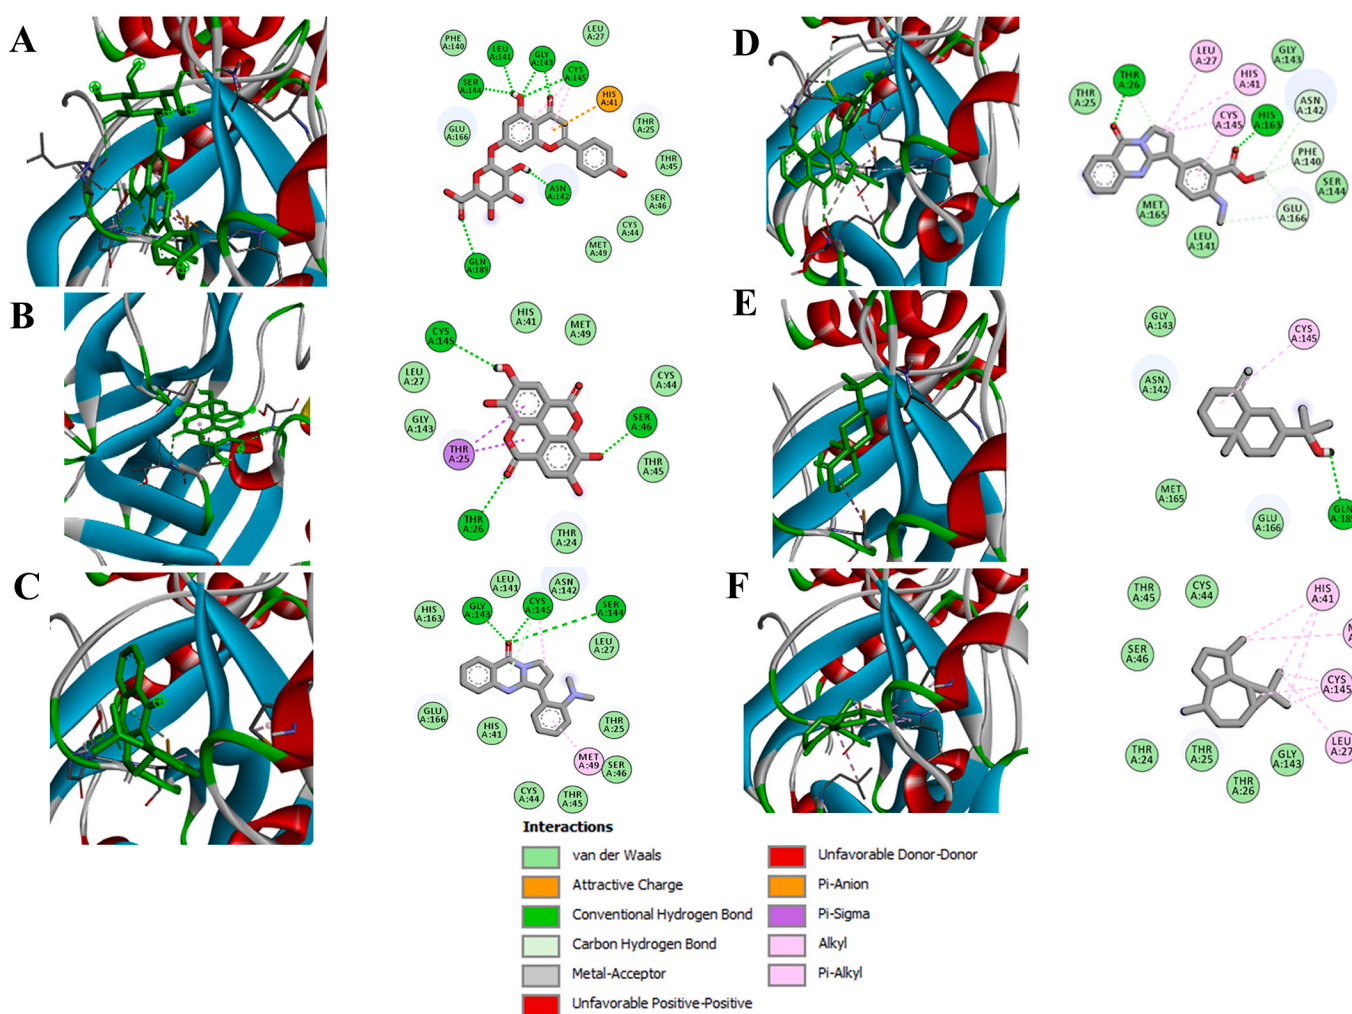 A
PHE
A:140
LEU
A:141
GLY
A:143
LEU
A:27
SER
A:144
CYS
A:145
HIS
A:41
GLU
A:166
THR
A:25
THR
A:45
ASN
A:142
SER
A:46
CYS
A:44
MET
A:49
GLN
A:189
D
THR
A:25
THR
A:26
LEU
A:27
HIS
A:41
GLY
A:143
ASN
A:142
CYS
A:145
HIS
A:163
PHE
A:140
SER
A:144
MET
A:165
GLU
A:166
LEU
A:141
B
CYS
A:145
HIS
A:41
MET
A:49
LEU
A:27
CYS
A:44
GLY
A:143
SER
A:46
THR
A:25
THR
A:45
THR
A:26
THR
A:24
E
GLY
A:143
CYS
A:145
ASN
A:142
MET
A:165
GLU
A:166
GLN
A:189
C
LEU
A:141
ASN
A:142
HIS
A:163
GLY
A:143
CYS
A:145
SER
A:144
LEU
A:27
GLU
A:166
HIS
A:41
THR
A:25
MET
A:49
SER
A:46
CYS
A:44
THR
A:45
F
THR
A:45
CYS
A:44
HIS
A:41
SER
A:46
CYS
A:145
THR
A:24
THR
A:25
THR
A:26
GLY
A:143
LEU
A:27
Interactions
van der Waals
Attractive Charge
Conventional Hydrogen Bond
Carbon Hydrogen Bond
Metal-Acceptor
Unfavorable Positive-Positive
Unfavorable Donor-Donor
Pi-Anion
Pi-Sigma
Alkyl
Pi-Alkyl